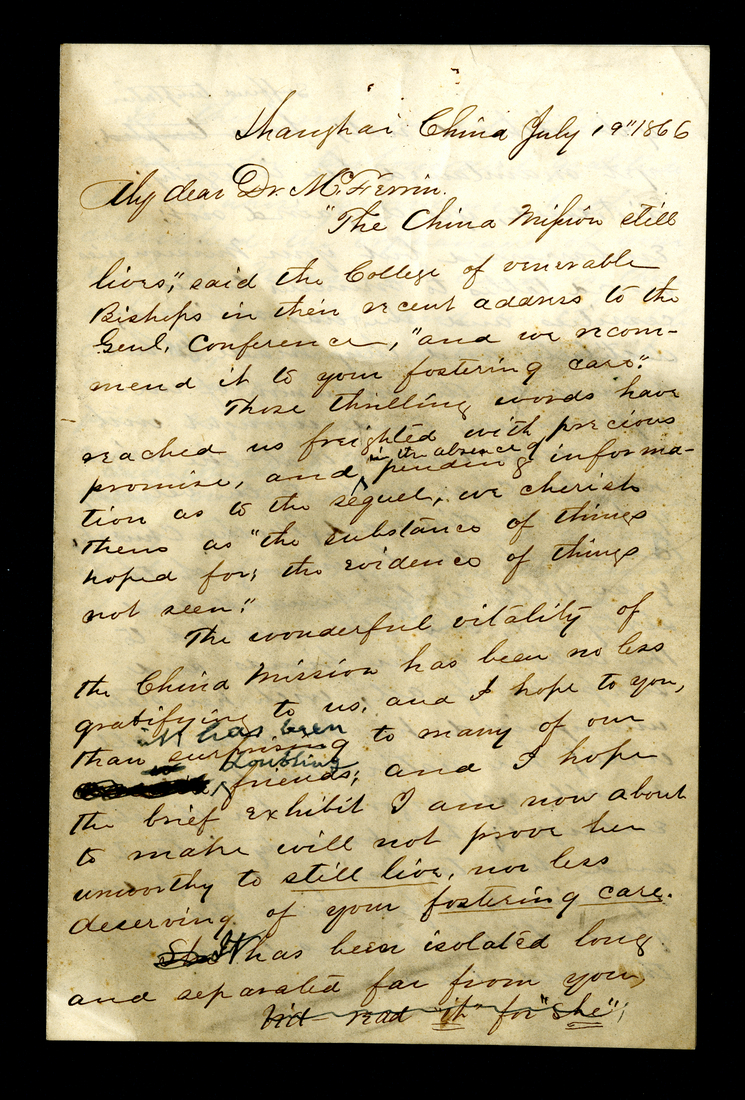 Shanghai China July 19" 1866
My dear Dr. McFerrin.
"The China Mission still
lives", said the College of venerable
Bishops in their recent address to the
Genl. Conference, "and we recom-
mend it to your fostering care."
Those thrilling words have
reached us freighted with precious
in the absence of
promise, and pending informa-
tion as to the sequel, we cherish
them as "the substance of things
hoped for, the evidence of things
not seen."
The wonderful vitality of
the China Mission has been no less
gratifying to us, and I hope to you,
it has been
than surprising to many of our
doubting
friends; and I hope
the brief exhibit I am now about
to make will not prove her
unworthy to still live, nor less
deserving of your fostering care.
She It has been isolated long
and separated far from you,
read "it" for "she";